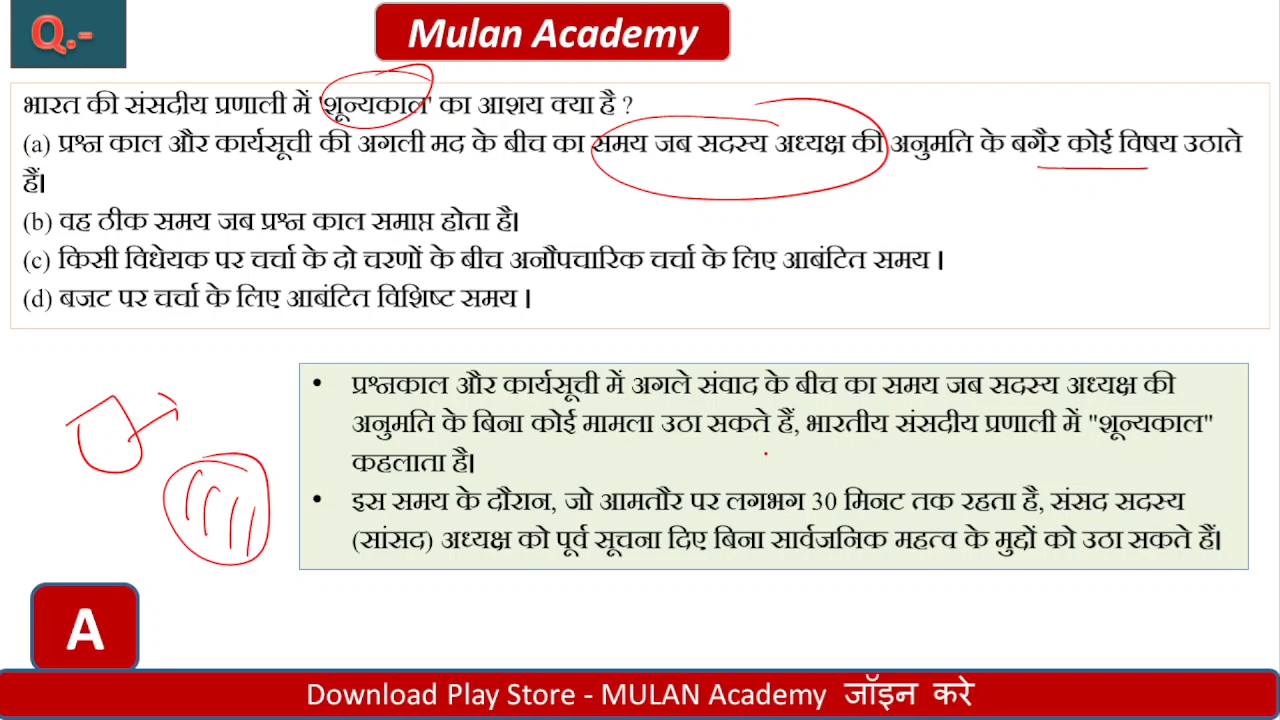 Q.-
Mulan Academy
भारत की संसदीय प्रणाली में 'शून्यकाल' का आशय क्या है ?
(a) प्रश्न काल और कार्यसूची की अगली मद के बीच का समय जब सदस्य अध्यक्ष की अनुमति के बगैर कोई विषय उठाते
हैं।
(b) वह ठीक समय जब प्रश्न काल समाप्त होता है।
(c) किसी विधेयक पर चर्चा के दो चरणों के बीच अनौपचारिक चर्चा के लिए आबंटित समय ।
(d) बजट पर चर्चा के लिए आबंटित विशिष्ट समय ।
• प्रश्नकाल और कार्यसूची में अगले संवाद के बीच का समय जब सदस्य अध्यक्ष की
अनुमति के बिना कोई मामला उठा सकते हैं, भारतीय संसदीय प्रणाली में "शून्यकाल"
कहलाता है।
• इस समय के दौरान, जो आमतौर पर लगभग 30 मिनट तक रहता है, संसद सदस्य
(सांसद) अध्यक्ष को पूर्व सूचना दिए बिना सार्वजनिक महत्व के मुद्दों को उठा सकते हैं।
A
Download Play Store - MULAN Academy जॉइन करे